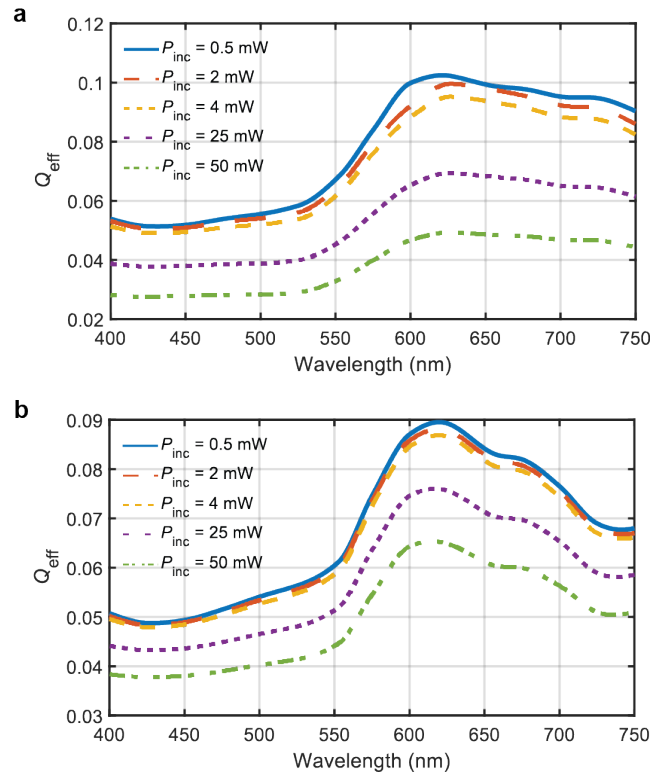 a
0.12
0.1
0.08
0.06
0.04
0.02
Q_eff
P_inc = 0.5 mW
P_inc = 2 mW
P_inc = 4 mW
P_inc = 25 mW
P_inc = 50 mW
400 450 500 550 600 650 700 750
Wavelength (nm)
b
0.09
0.08
0.07
0.06
0.05
0.04
0.03
Q_eff
P_inc = 0.5 mW
P_inc = 2 mW
P_inc = 4 mW
P_inc = 25 mW
P_inc = 50 mW
400 450 500 550 600 650 700 750
Wavelength (nm)